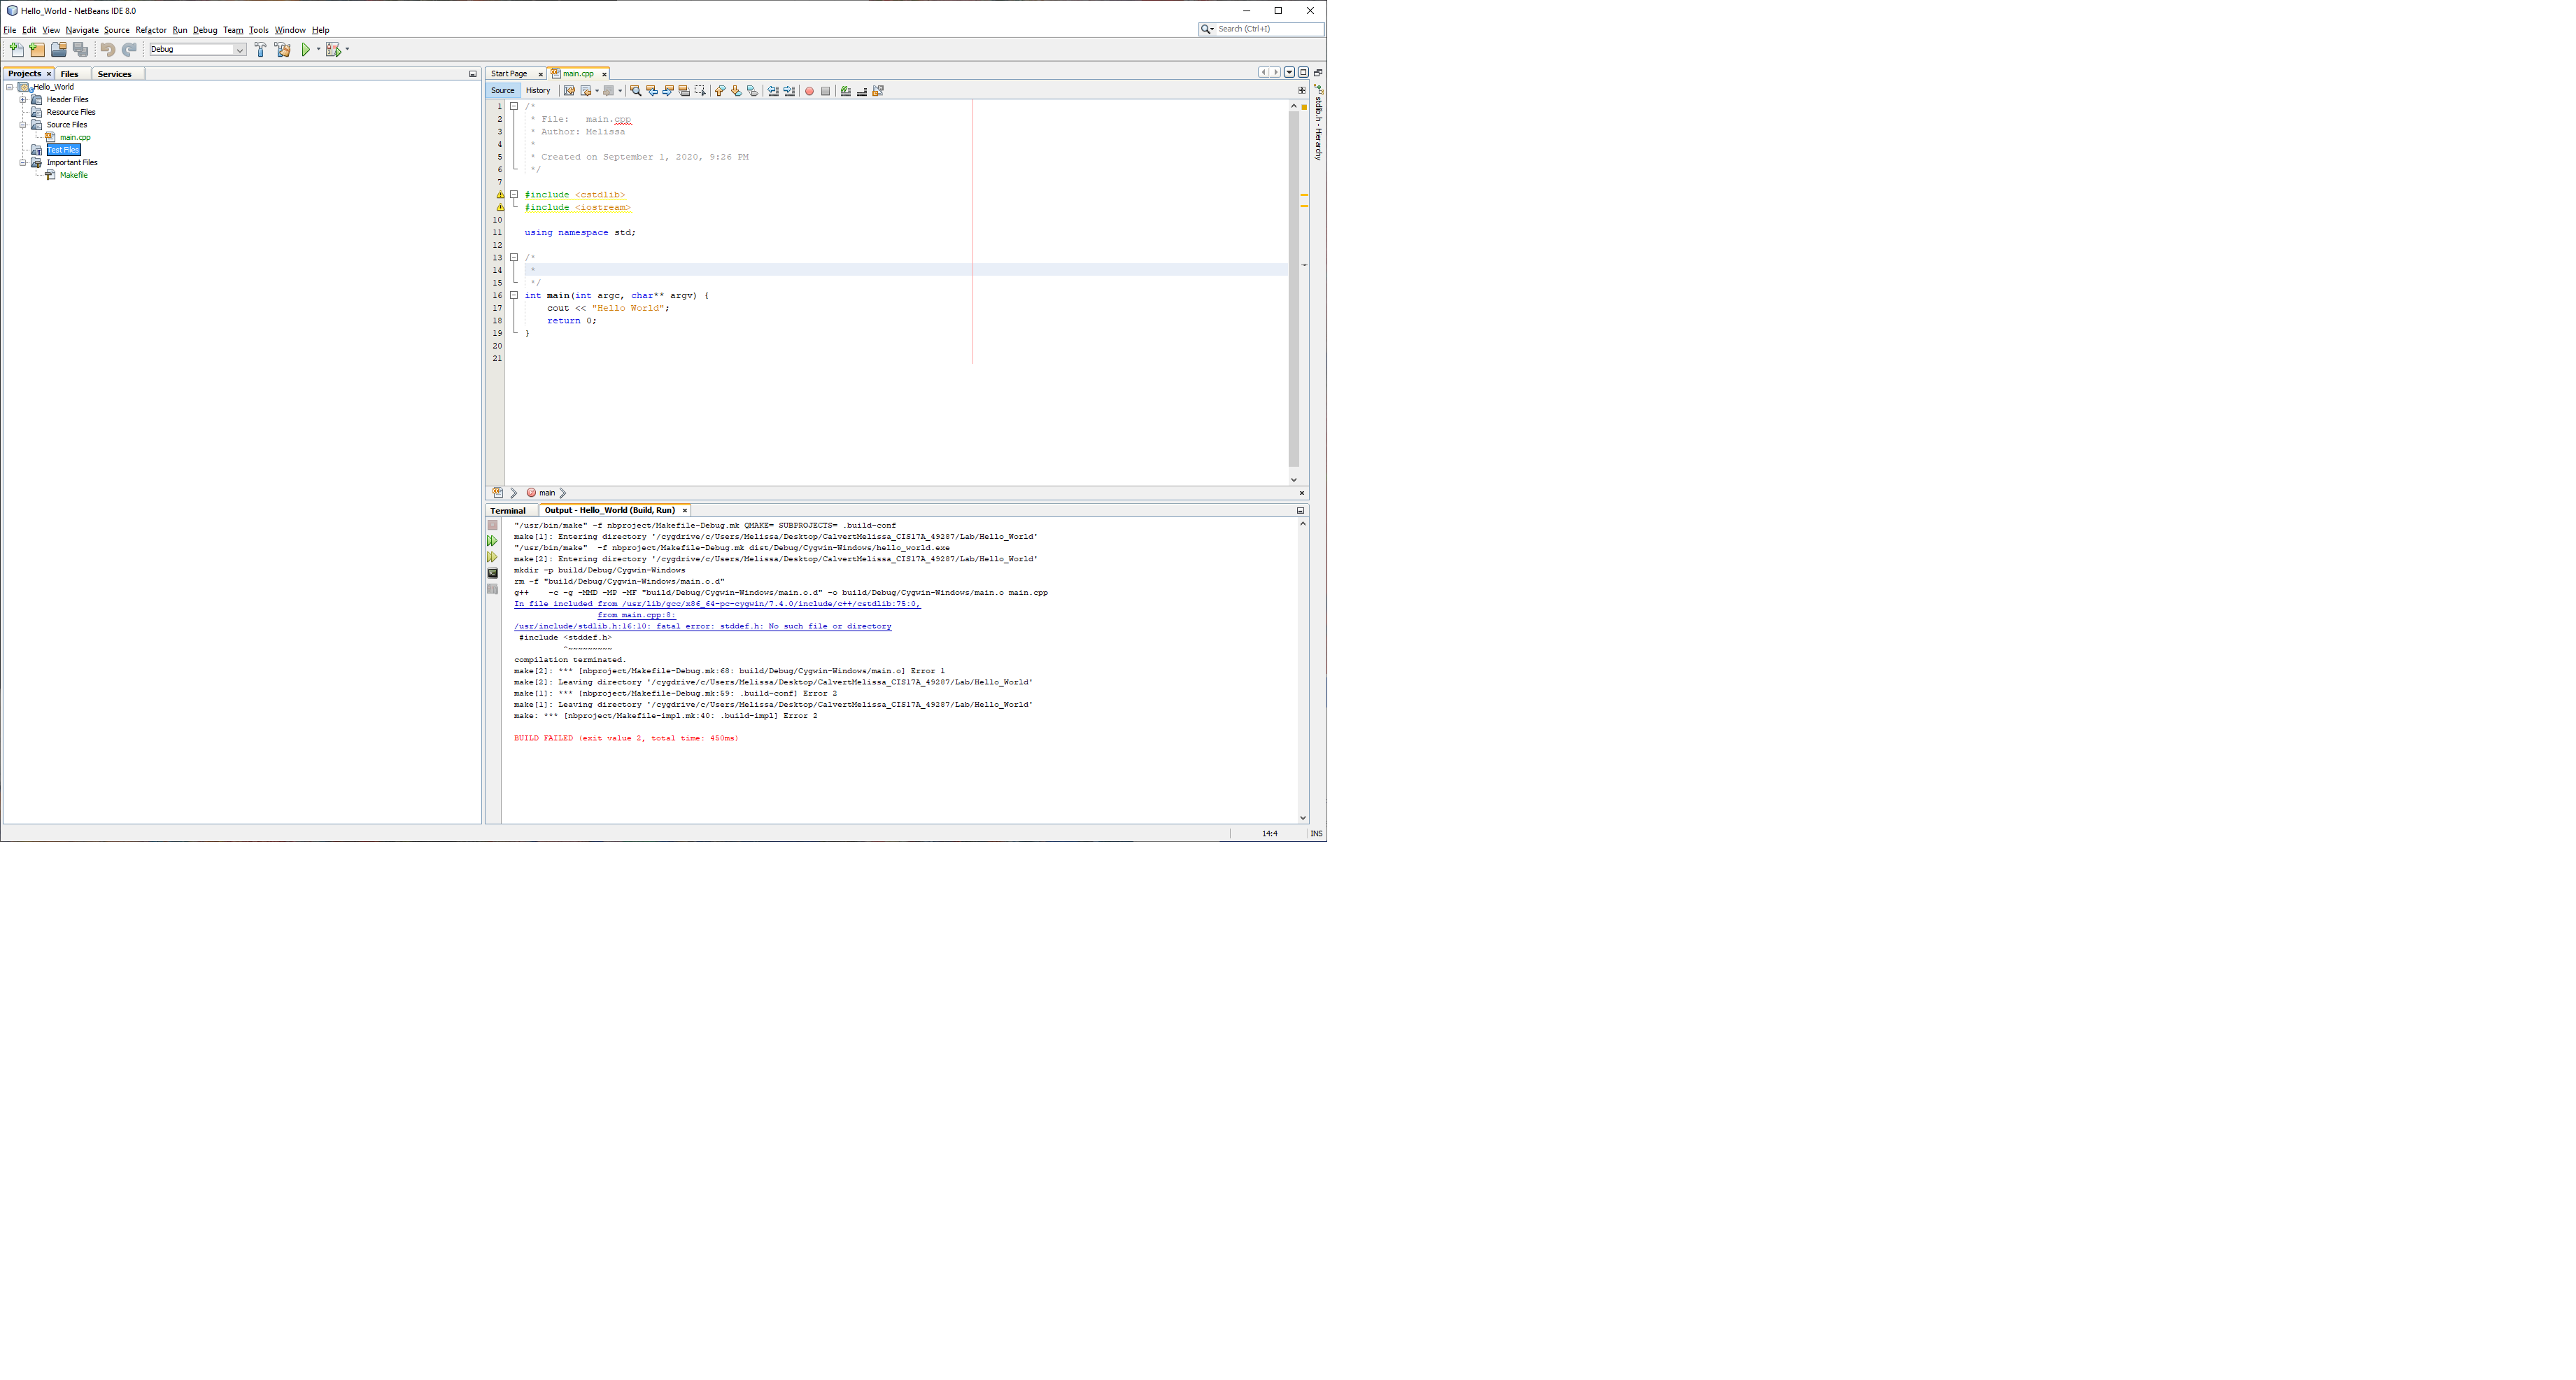 Hello_World - NetBeans IDE 8.0
File Edit View Navigate Source Refactor Run Debug Team Tools Window Help
Search (Ctrl+I)
Debug
Projects Files Services
Hello_World
Header Files
Resource Files
Source Files
main.cpp
Test Files
Important Files
Makefile
Start Page main.cpp
Source History
1 /*
2 * File:   main.cpp
3 * Author: Melissa
4 *
5 * Created on September 1, 2020, 9:26 PM
6 */
7
#include <cstdlib>
#include <iostream>
10
11 using namespace std;
12
13 /*
14 *
15 */
16 int main(int argc, char** argv) {
17 cout << "Hello World";
18 return 0;
19 }
20
21
stdlib.h - Hierarchy
main
Terminal Output - Hello_World (Build, Run)
"/usr/bin/make" -f nbproject/Makefile-Debug.mk QMAKE= SUBPROJECTS= .build-conf
make[1]: Entering directory '/cygdrive/c/Users/Melissa/Desktop/CalvertMelissa_CIS17A_49287/Lab/Hello_World'
"/usr/bin/make"  -f nbproject/Makefile-Debug.mk dist/Debug/Cygwin-Windows/hello_world.exe
make[2]: Entering directory '/cygdrive/c/Users/Melissa/Desktop/CalvertMelissa_CIS17A_49287/Lab/Hello_World'
mkdir -p build/Debug/Cygwin-Windows
rm -f "build/Debug/Cygwin-Windows/main.o.d"
g++    -c -g -MMD -MP -MF "build/Debug/Cygwin-Windows/main.o.d" -o build/Debug/Cygwin-Windows/main.o main.cpp
In file included from /usr/lib/gcc/x86_64-pc-cygwin/7.4.0/include/c++/cstdlib:75:0,
from main.cpp:8:
/usr/include/stdlib.h:16:10: fatal error: stddef.h: No such file or directory
#include <stddef.h>
^~~~~~~~~~
compilation terminated.
make[2]: *** [nbproject/Makefile-Debug.mk:68: build/Debug/Cygwin-Windows/main.o] Error 1
make[2]: Leaving directory '/cygdrive/c/Users/Melissa/Desktop/CalvertMelissa_CIS17A_49287/Lab/Hello_World'
make[1]: *** [nbproject/Makefile-Debug.mk:59: .build-conf] Error 2
make[1]: Leaving directory '/cygdrive/c/Users/Melissa/Desktop/CalvertMelissa_CIS17A_49287/Lab/Hello_World'
make: *** [nbproject/Makefile-impl.mk:40: .build-impl] Error 2
BUILD FAILED (exit value 2, total time: 450ms)
14:4 INS